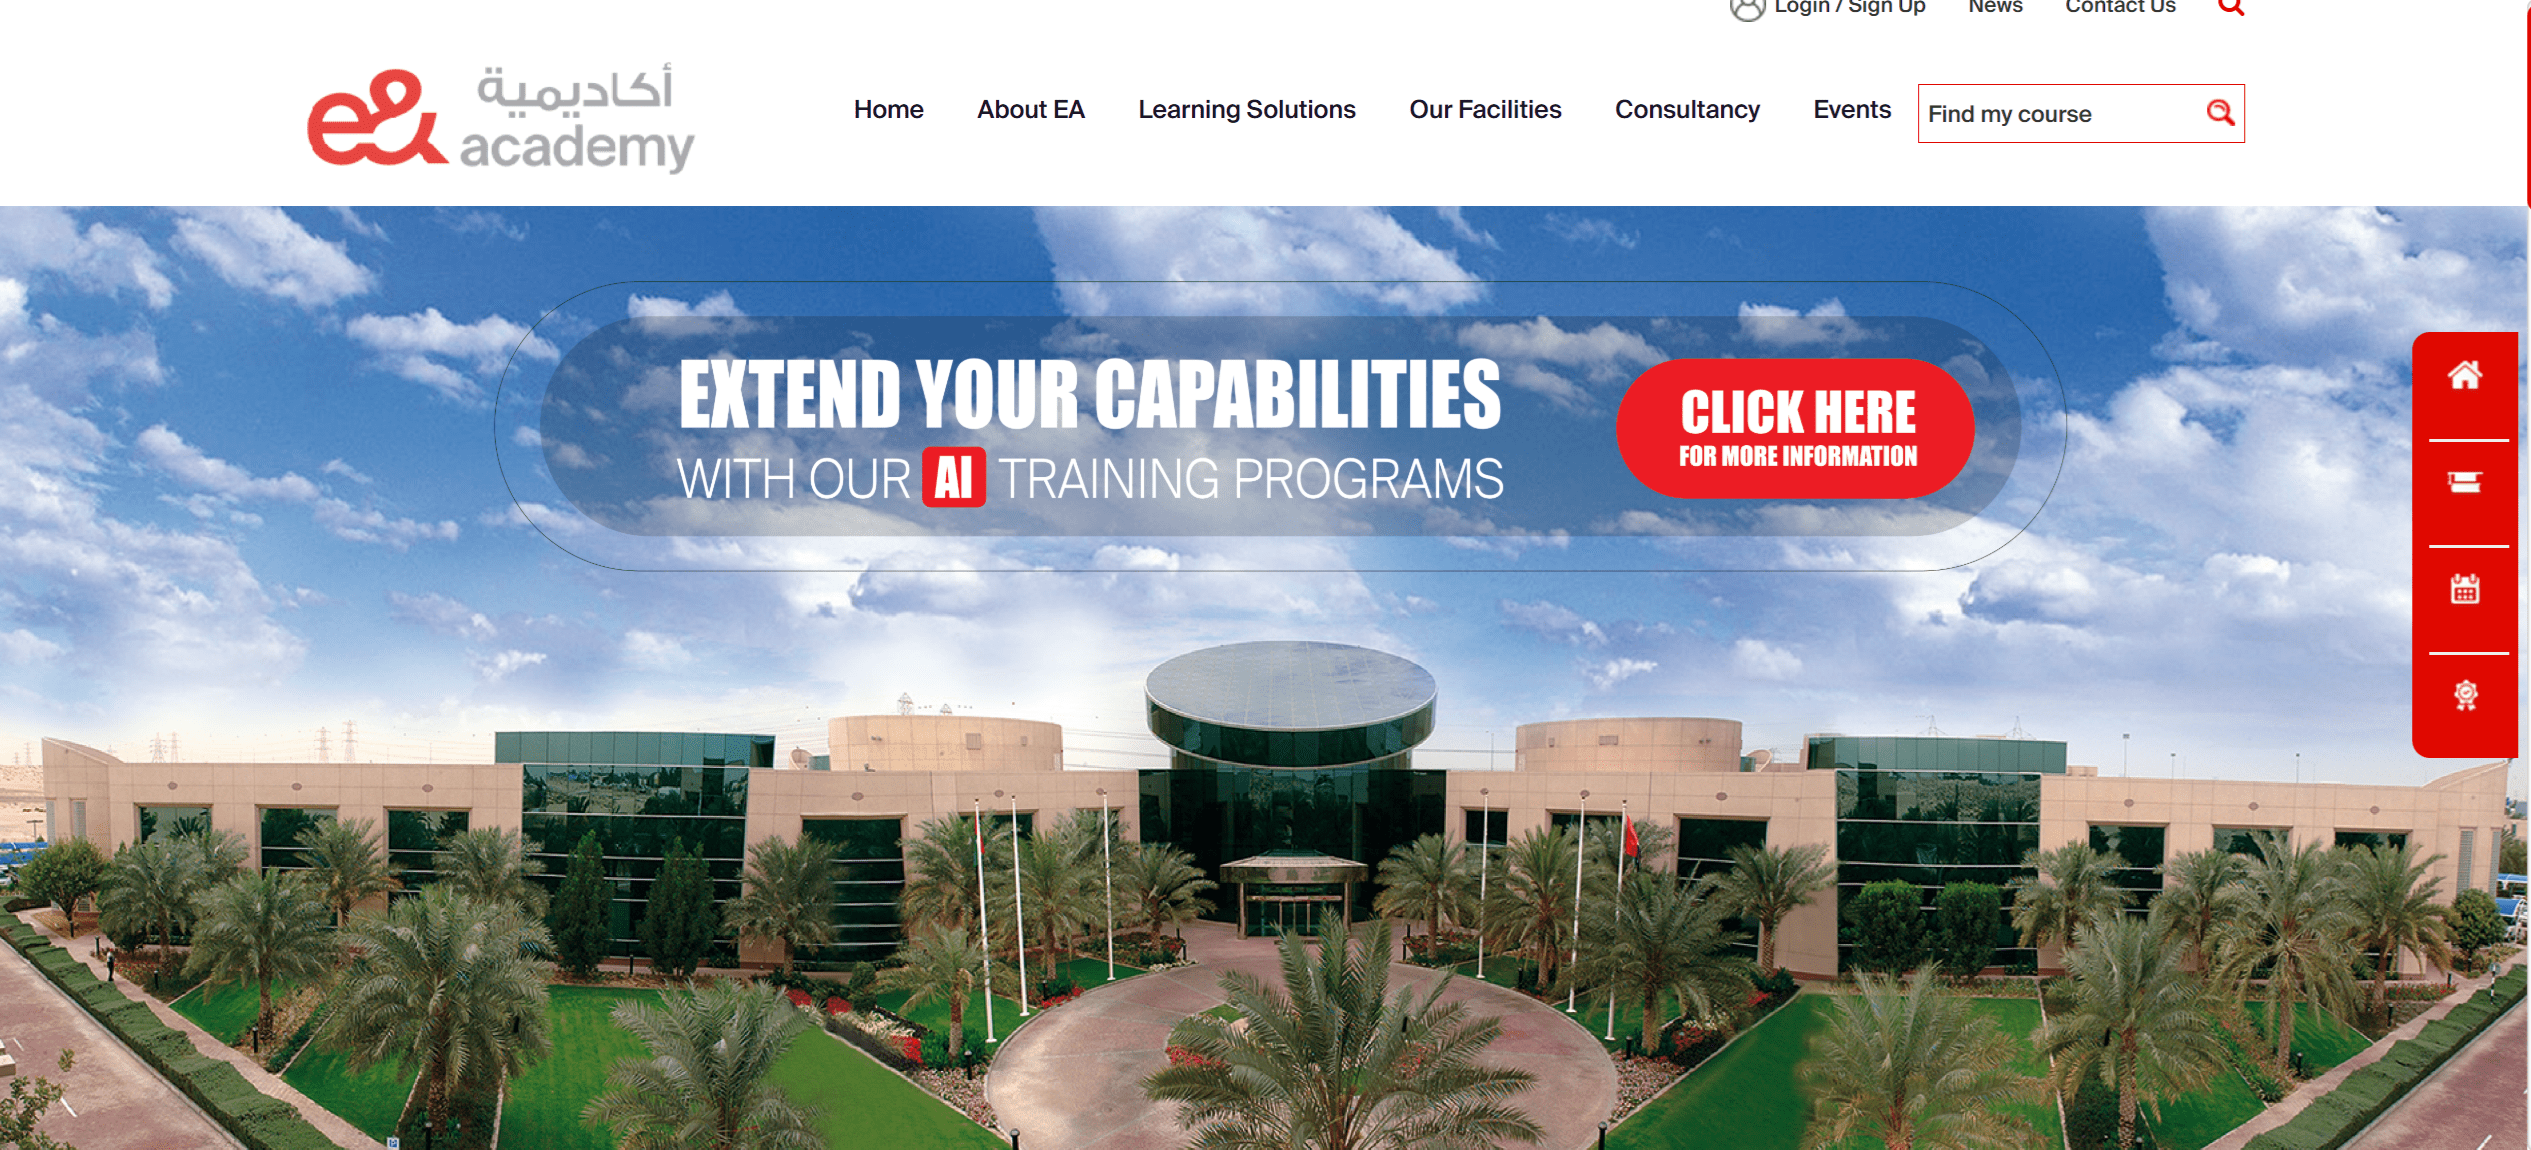 Login / Sign Up
News
Contact Us
e& أكاديمية
academy
Home
About EA
Learning Solutions
Our Facilities
Consultancy
Events
Find my course
EXTEND YOUR CAPABILITIES
WITH OUR AI TRAINING PROGRAMS
CLICK HERE
FOR MORE INFORMATION